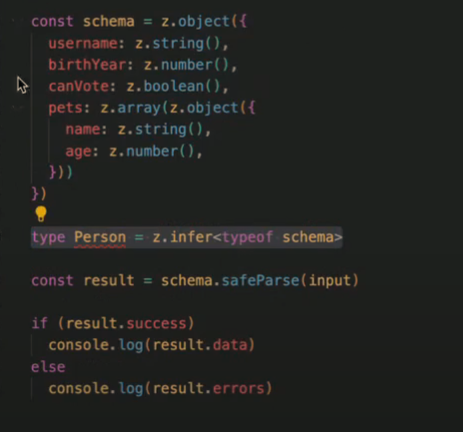 const schema = z.object({
username: z.string(),
birthYear: z.number(),
canVote: z.boolean(),
pets: z.array(z.object({
name: z.string(),
age: z.number(),
}))
})
type Person = z.infer<typeof schema>
const result = schema.safeParse(input)
if (result.success)
console.log(result.data)
else
console.log(result.errors)